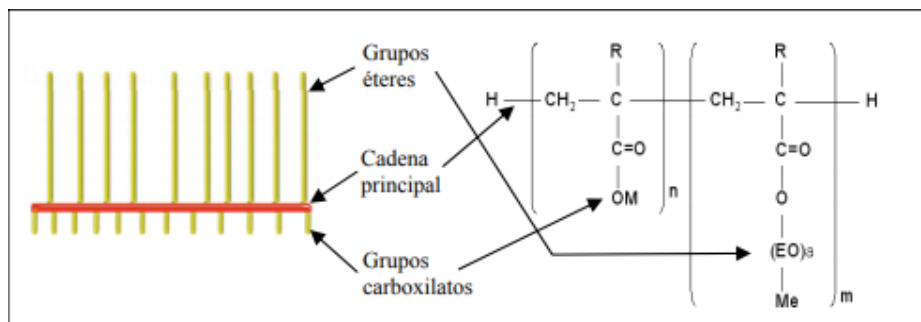 Grupos
éteres
Cadena
principal
Grupos
carboxilatos
R R
H CH₂ C CH₂ C H
C=O C=O
OM n O
(EO)a
Me m